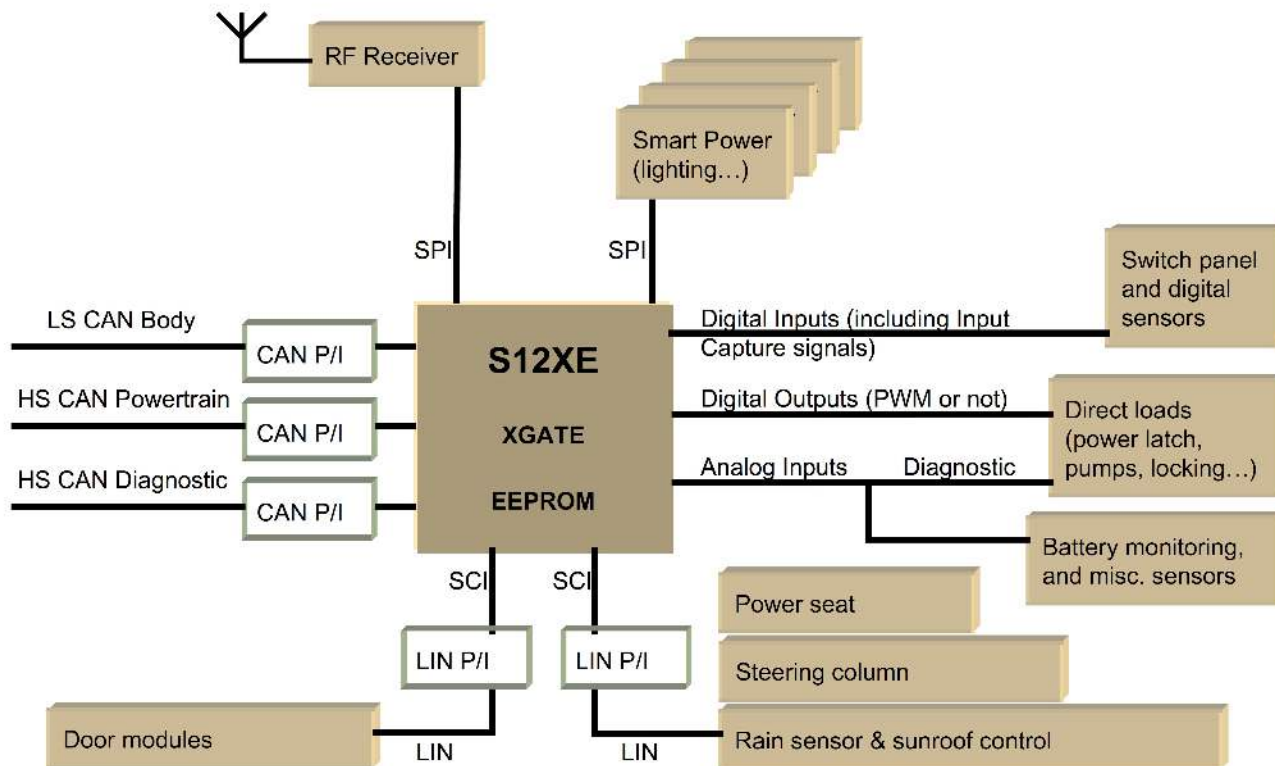 RF Receiver
Smart Power
(lighting…)
SPI
SPI
Switch panel
and digital
sensors
LS CAN Body
CAN P/I
Digital Inputs (including Input
Capture signals)
S12XE
HS CAN Powertrain
CAN P/I
XGATE
Digital Outputs (PWM or not)
Direct loads
(power latch,
pumps, locking…)
HS CAN Diagnostic
CAN P/I
EEPROM
Analog Inputs
Diagnostic
Battery monitoring,
and misc. sensors
SCI
SCI
Power seat
LIN P/I
LIN P/I
Steering column
Door modules
LIN
LIN
Rain sensor & sunroof control